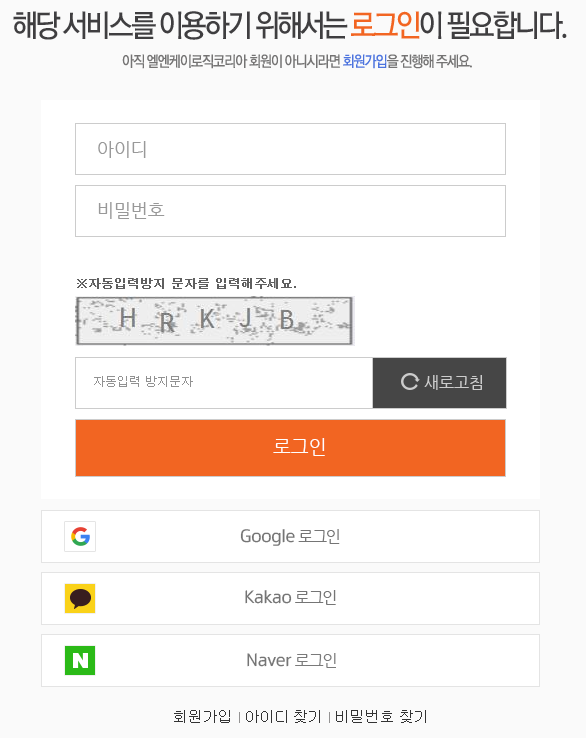 해당 서비스를 이용하기 위해서는 로그인이 필요합니다.
아직 엘엔케이로직코리아 회원이 아니시라면 회원가입을 진행해 주세요.
아이디
비밀번호
※자동입력방지 문자를 입력해주세요.
H R K J B
자동입력 방지문자
새로고침
로그인
Google 로그인
Kakao 로그인
Naver 로그인
회원가입 | 아이디 찾기 | 비밀번호 찾기